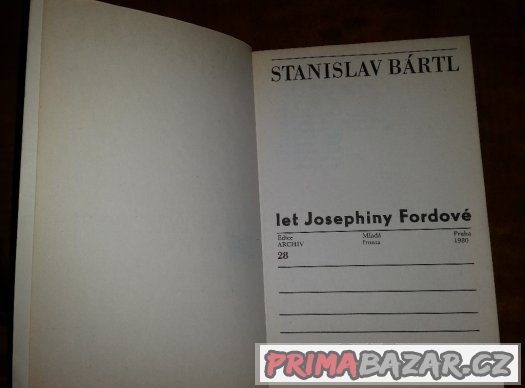 STANISLAV BÁRTL
let Josephiny Fordové
Edice Mladá Praha
ARCHIV fronta 1980
28
PRIMABAZAR.CZ